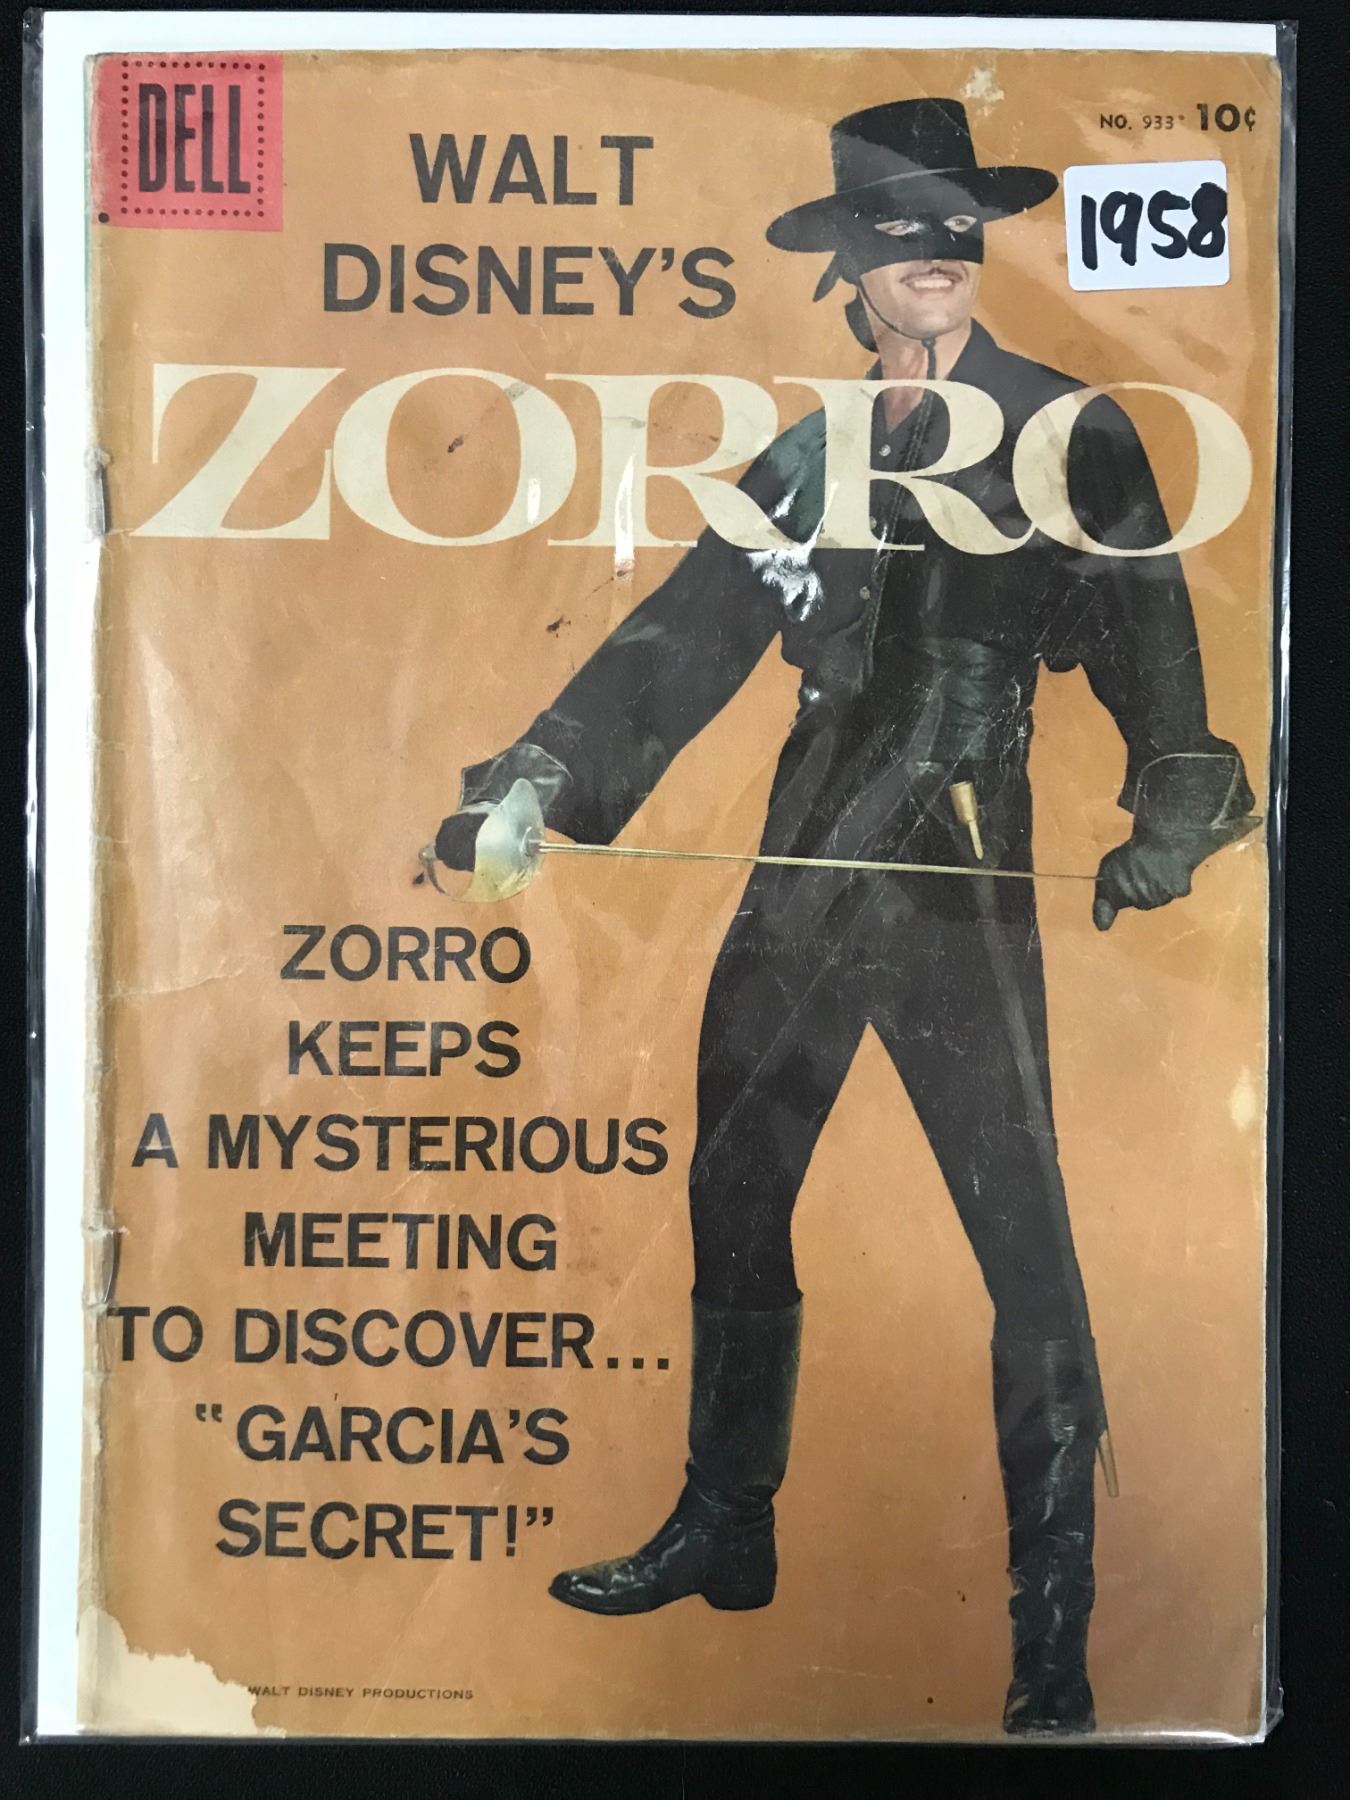 DELL
NO. 933 10¢
1958
WALT
DISNEY'S
ZORRO
ZORRO
KEEPS
A MYSTERIOUS
MEETING
TO DISCOVER...
"GARCIA'S
SECRET!"
WALT DISNEY PRODUCTIONS